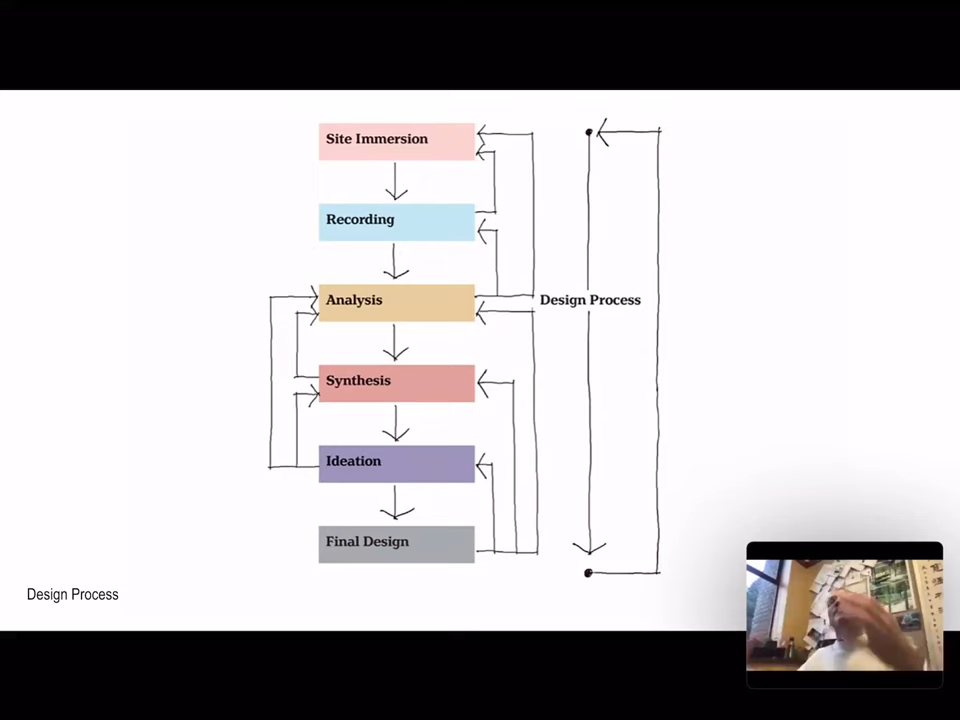 Site Immersion
Recording
Analysis
Design Process
Synthesis
Ideation
Final Design
Design Process